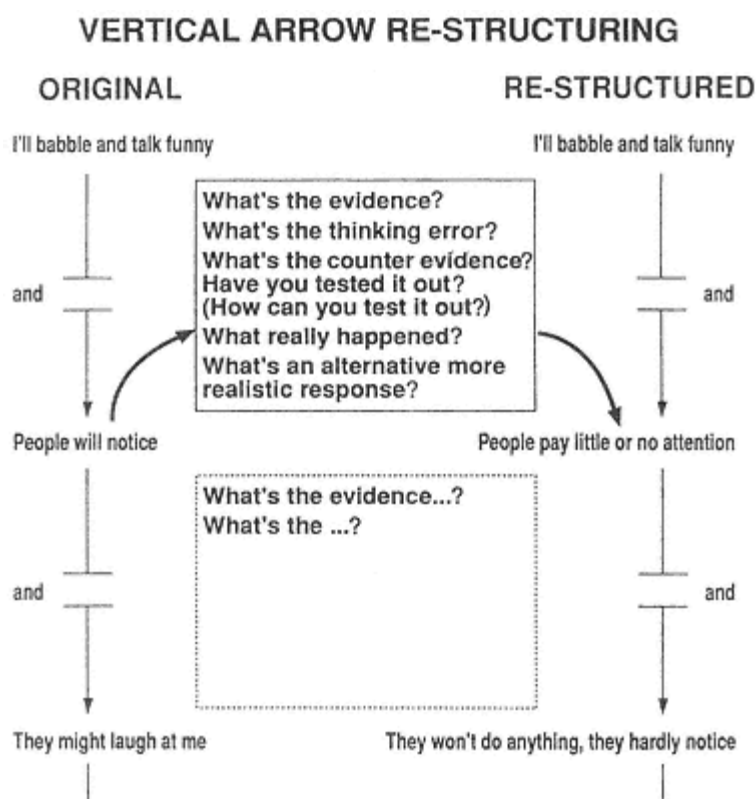 VERTICAL ARROW RE-STRUCTURING
ORIGINAL
RE-STRUCTURED
I'll babble and talk funny
I'll babble and talk funny
What's the evidence?
What's the thinking error?
What's the counter evidence?
Have you tested it out?
(How can you test it out?)
What really happened?
What's an alternative more
realistic response?
and
and
People will notice
People pay little or no attention
What's the evidence...?
What's the ...?
and
and
They might laugh at me
They won't do anything, they hardly notice